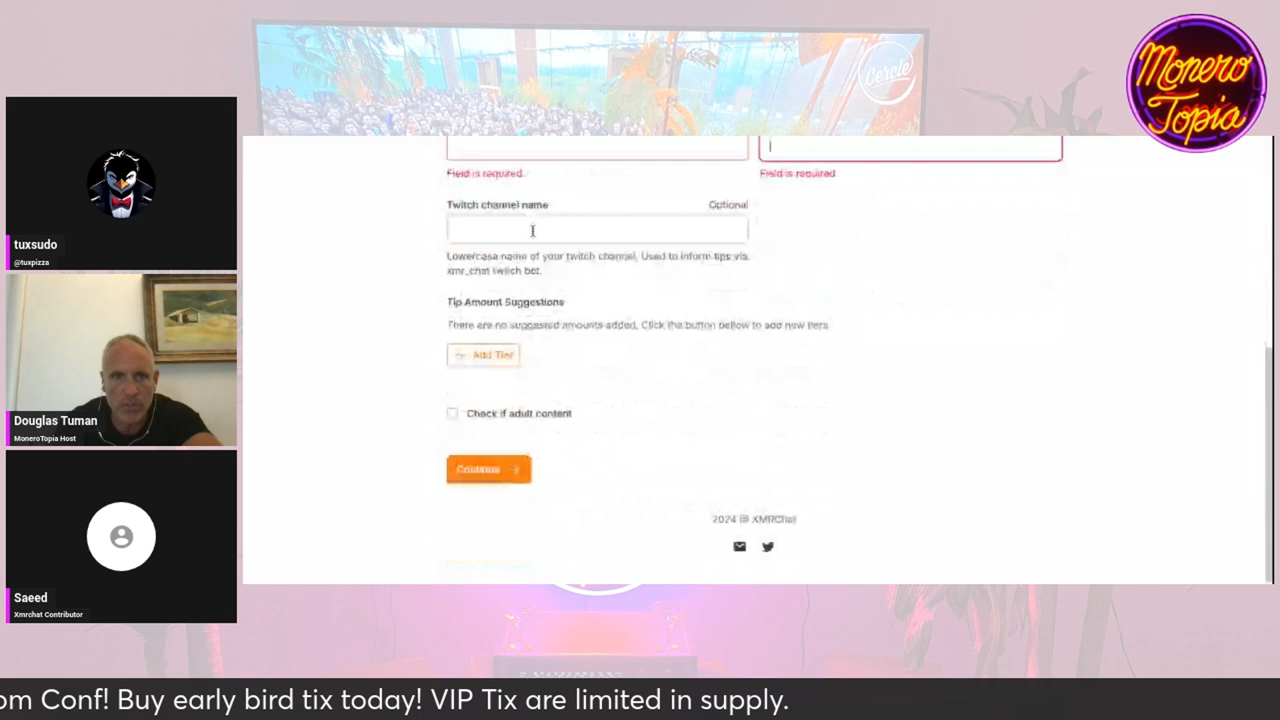 Cercle
Monero
Topia
tuxsudo
@tuxpizza
Douglas Tuman
MoneroTopia Host
Saeed
Xmrchat Contributor
Field is required
Field is required
Twitch channel name
Optional
Lowercase name of your twitch channel, Used to inform tips via
xmr_chat twitch bot.
Tip Amount Suggestions
There are no suggested amounts added, Click the button bellow to add new tiers
Add Tier
Check if adult content
Continue
2024 © XMRChat
om Conf! Buy early bird tix today! VIP Tix are limited in supply.